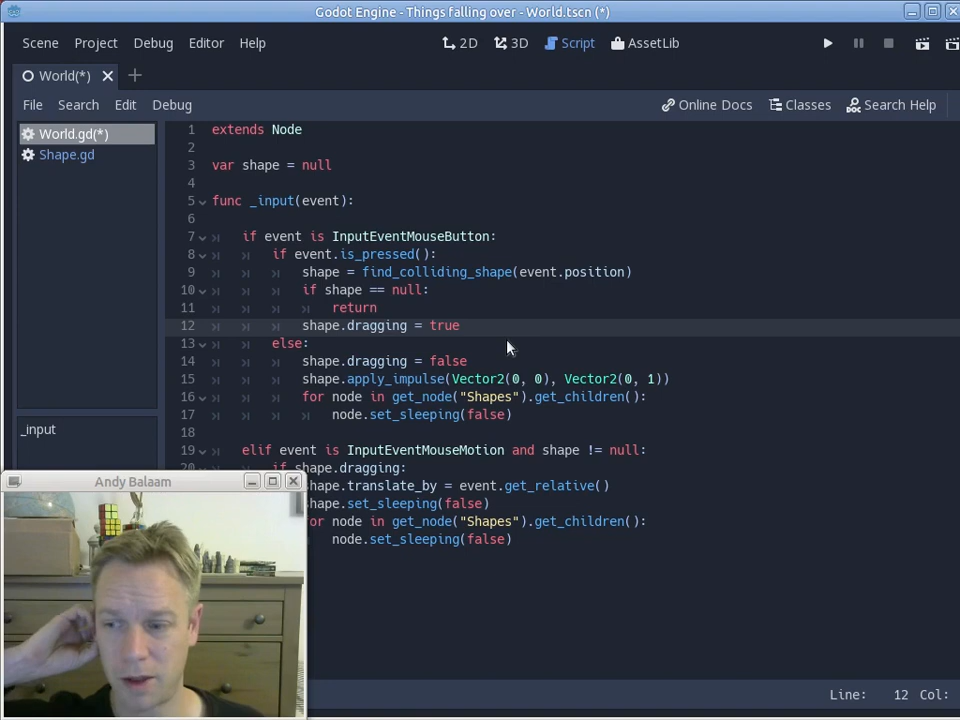 Godot Engine - Things falling over - World.tscn (*)
Scene Project Debug Editor Help 2D 3D Script AssetLib
World(*)
File Search Edit Debug Online Docs Classes Search Help
World.gd(*)
Shape.gd
_input
1 extends Node
2
3 var shape = null
4
5 func _input(event):
6
7 if event is InputEventMouseButton:
8 if event.is_pressed():
9 shape = find_colliding_shape(event.position)
10 if shape == null:
11 return
12 shape.dragging = true
13 else:
14 shape.dragging = false
15 shape.apply_impulse(Vector2(0, 0), Vector2(0, 1))
16 for node in get_node("Shapes").get_children():
17 node.set_sleeping(false)
18
19 elif event is InputEventMouseMotion and shape != null:
20 if shape.dragging:
shape.translate_by = event.get_relative()
shape.set_sleeping(false)
for node in get_node("Shapes").get_children():
node.set_sleeping(false)
Andy Balaam
Line: 12 Col: